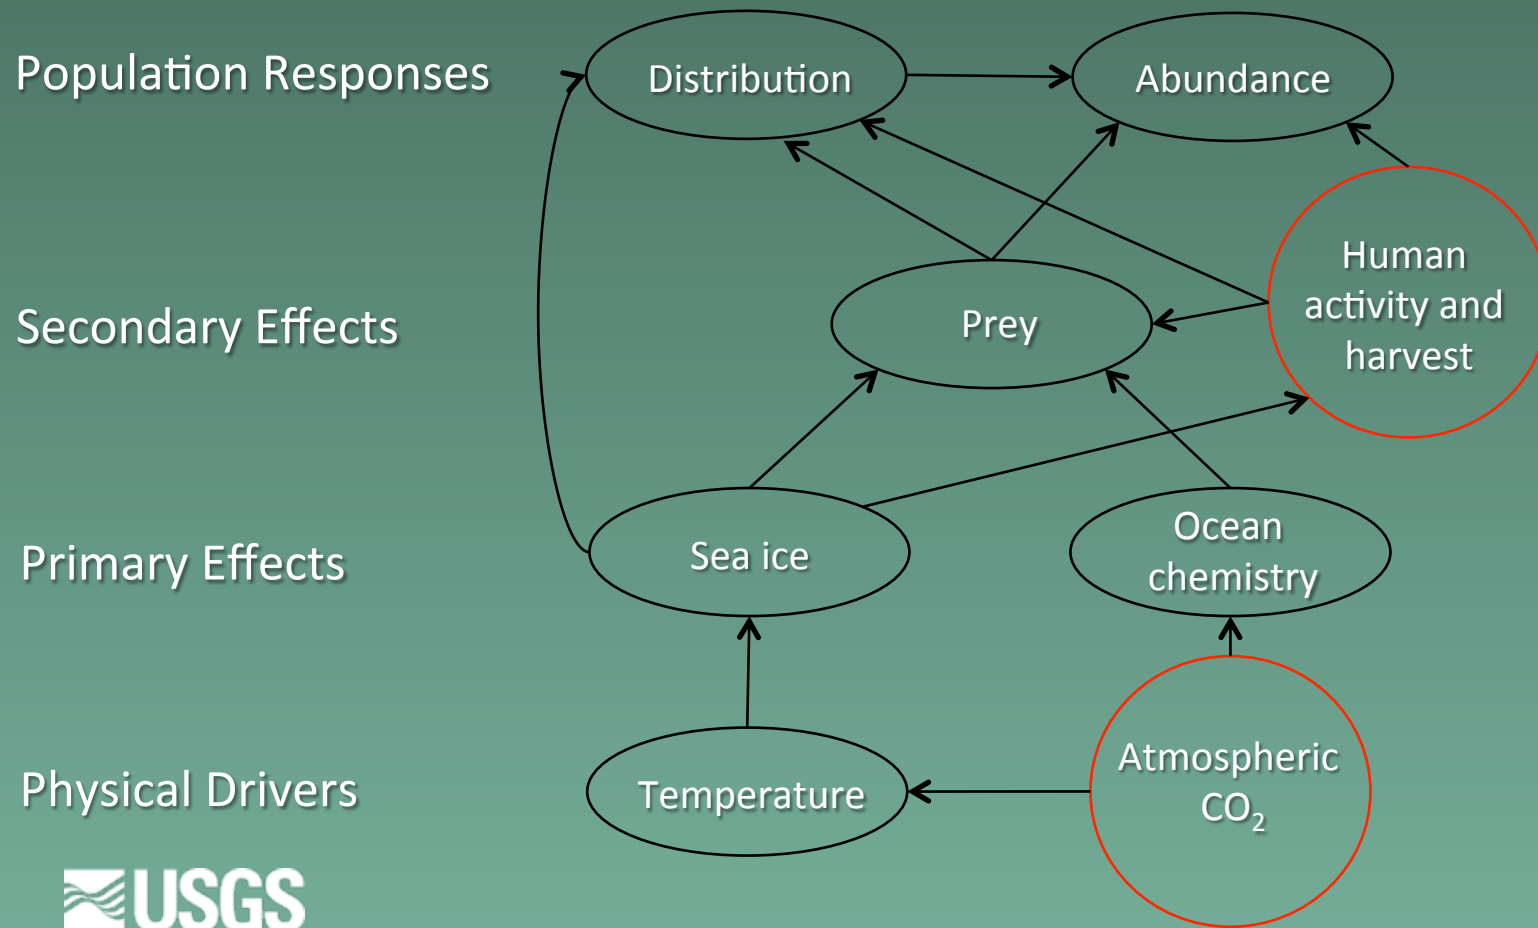 Population Responses
Distribution
Abundance
Human
activity and
harvest
Secondary Effects
Prey
Primary Effects
Sea ice
Ocean
chemistry
Physical Drivers
Temperature
Atmospheric
CO₂
USGS